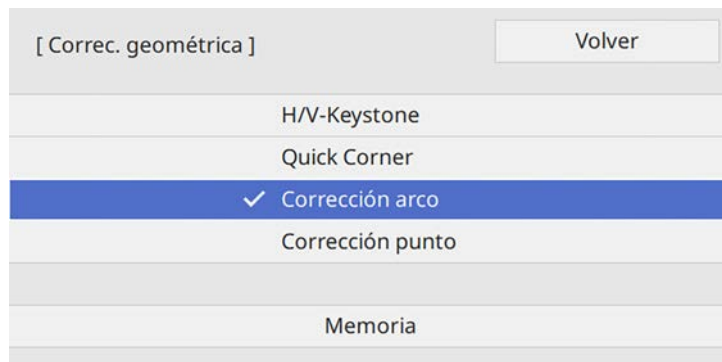 [ Correc. geométrica ]
Volver
H/V-Keystone
Quick Corner
Corrección arco
Corrección punto
Memoria